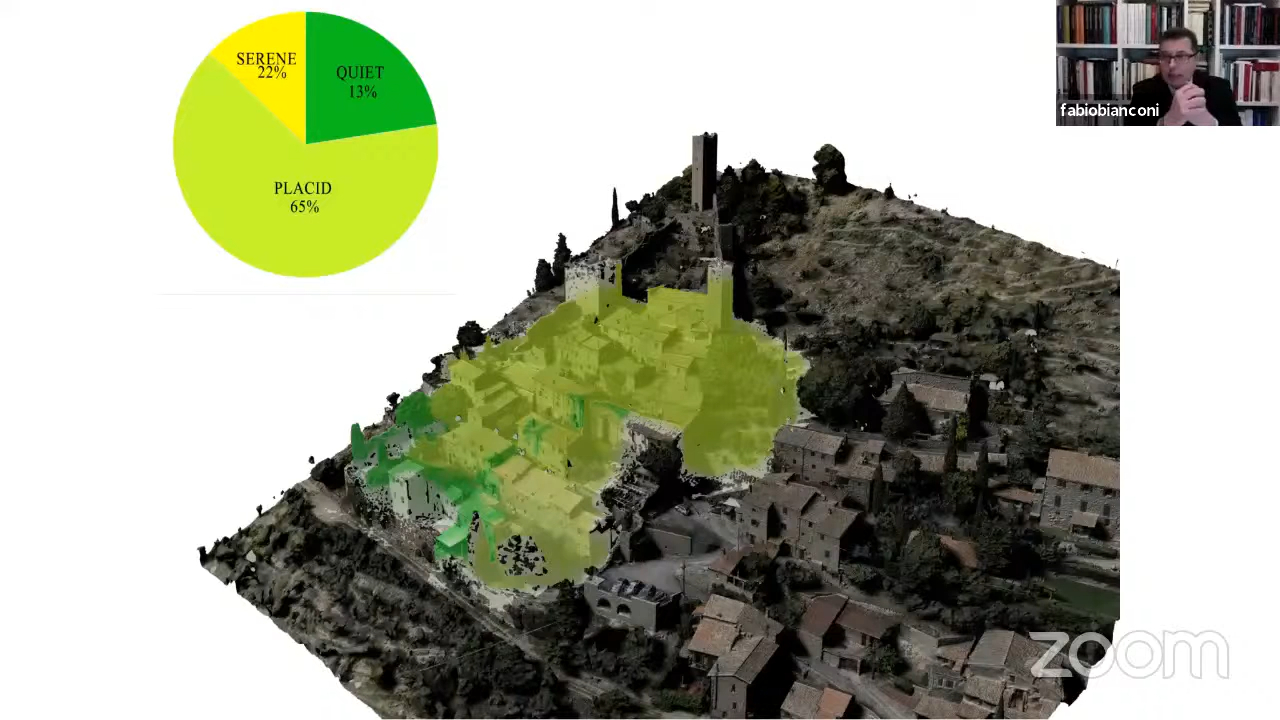 SERENE
22%
QUIET
13%
PLACID
65%
fabiobianconi
zoom